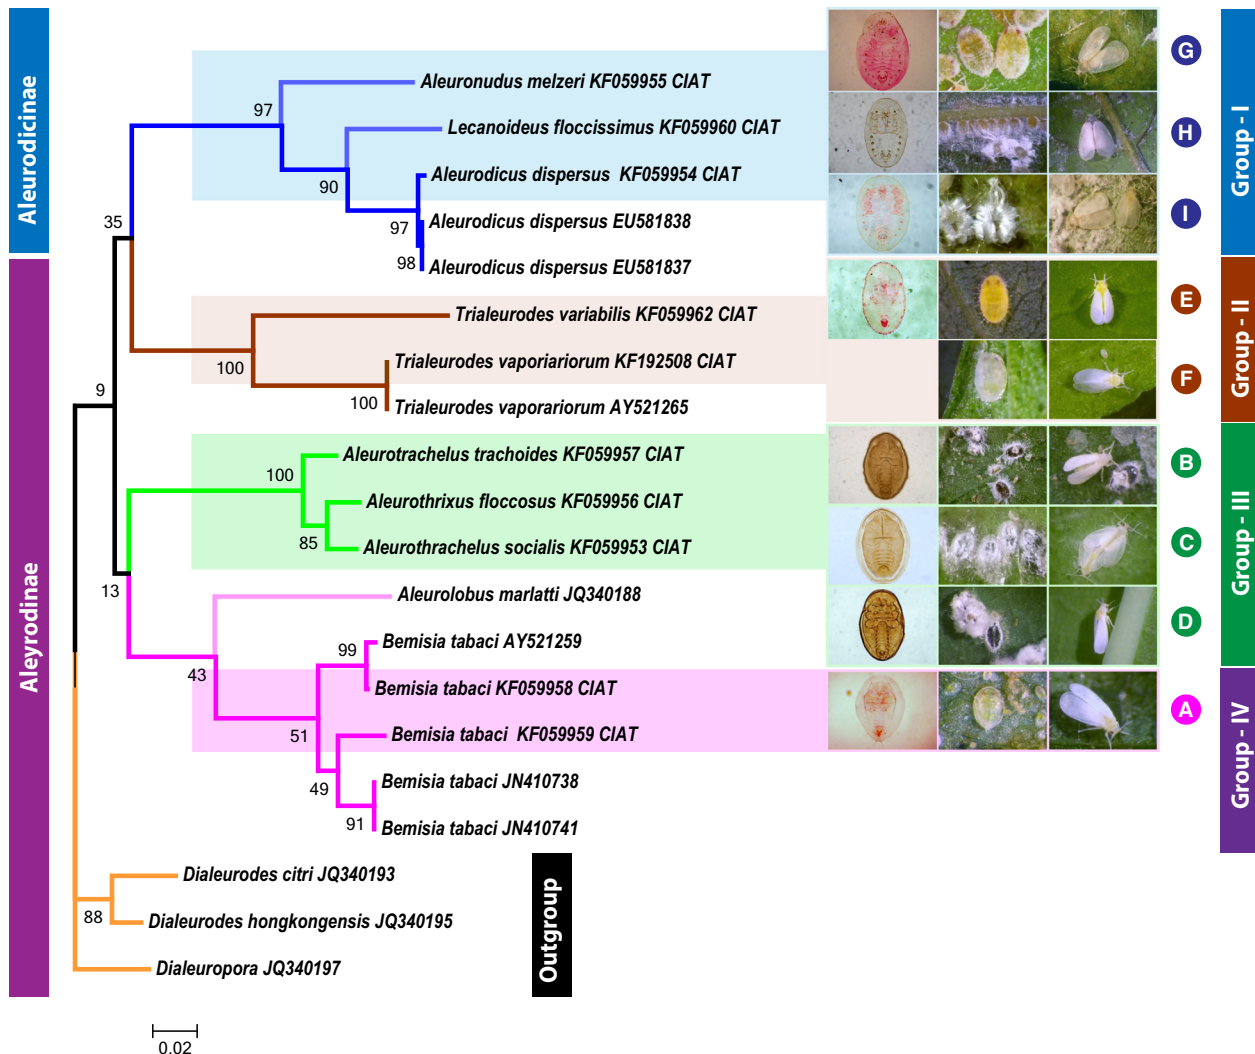 Aleurodicinae
Aleyrodinae
97
90
97
98
35
100
100
9
100
85
13
43
99
51
49
91
88
Aleuronudus melzeri KF059955 CIAT
Lecanoideus floccissimus KF059960 CIAT
Aleurodicus dispersus KF059954 CIAT
Aleurodicus dispersus EU581838
Aleurodicus dispersus EU581837
Trialeurodes variabilis KF059962 CIAT
Trialeurodes vaporiariorum KF192508 CIAT
Trialeurodes vaporariorum AY521265
Aleurotrachelus trachoides KF059957 CIAT
Aleurothrixus floccosus KF059956 CIAT
Aleurothrachelus socialis KF059953 CIAT
Aleurolobus marlatti JQ340188
Bemisia tabaci AY521259
Bemisia tabaci KF059958 CIAT
Bemisia tabaci KF059959 CIAT
Bemisia tabaci JN410738
Bemisia tabaci JN410741
Dialeurodes citri JQ340193
Dialeurodes hongkongensis JQ340195
Dialeuropora JQ340197
Outgroup
0.02
G
H
I
E
F
B
C
D
A
Group - I
Group - II
Group - III
Group - IV